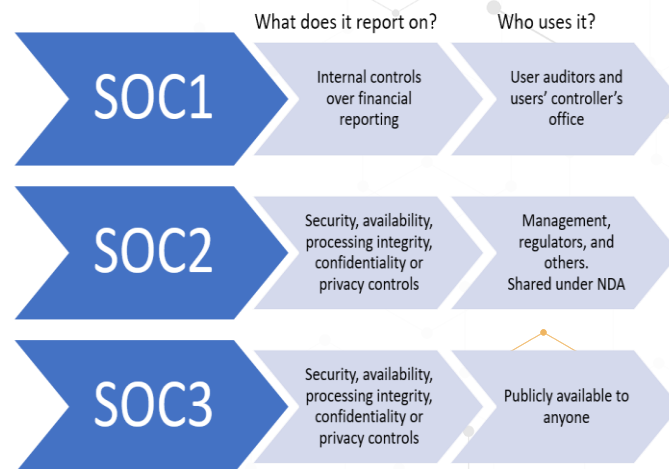 What does it report on?
Who uses it?
SOC1
Internal controls
over financial
reporting
User auditors and
users' controller's
office
SOC2
Security, availability,
processing integrity,
confidentiality or
privacy controls
Management,
regulators, and
others.
Shared under NDA
SOC3
Security, availability,
processing integrity,
confidentiality or
privacy controls
Publicly available to
anyone